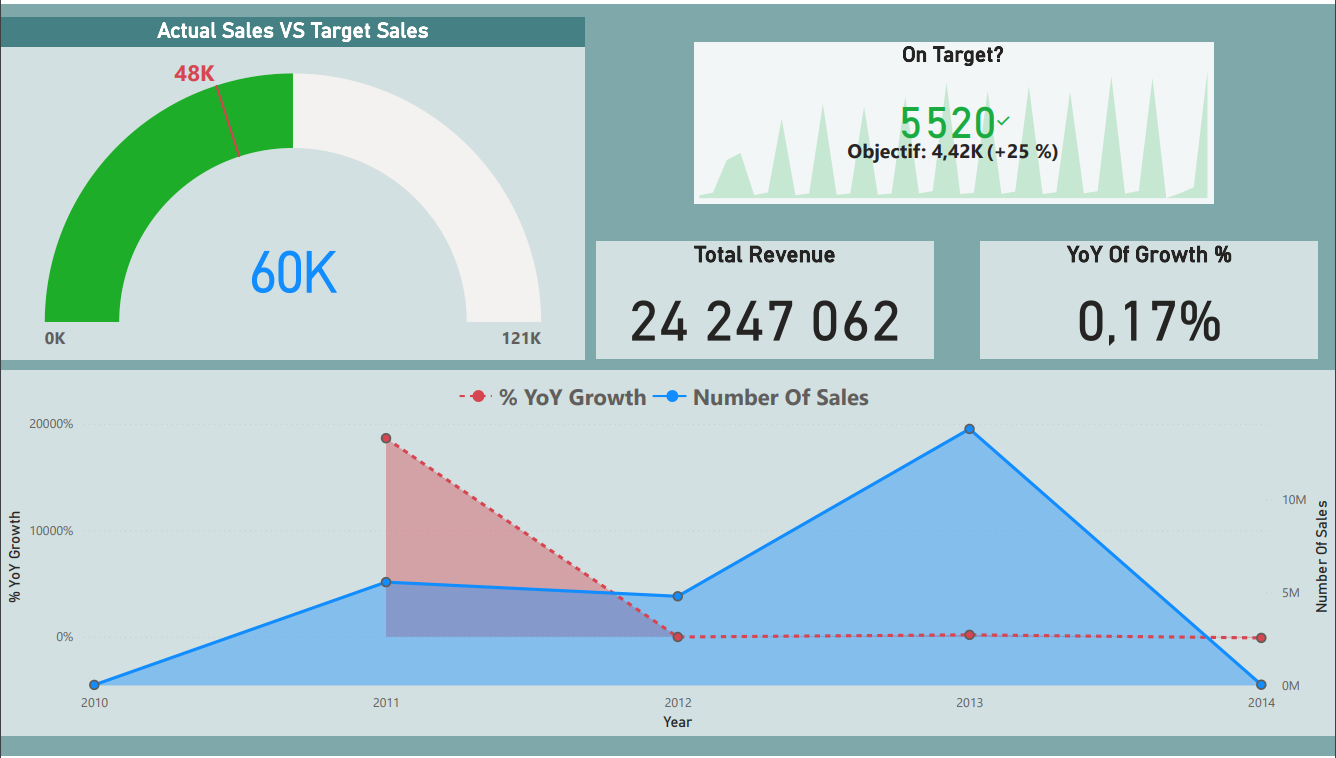 Actual Sales VS Target Sales
48K
60K
0K
121K
On Target?
5520
Objectif: 4,42K (+25 %)
Total Revenue
24 247 062
YoY Of Growth %
0,17%
% YoY Growth
Number Of Sales
20000%
10000%
0%
% YoY Growth
10M
5M
0M
Number Of Sales
2010
2011
2012
2013
2014
Year